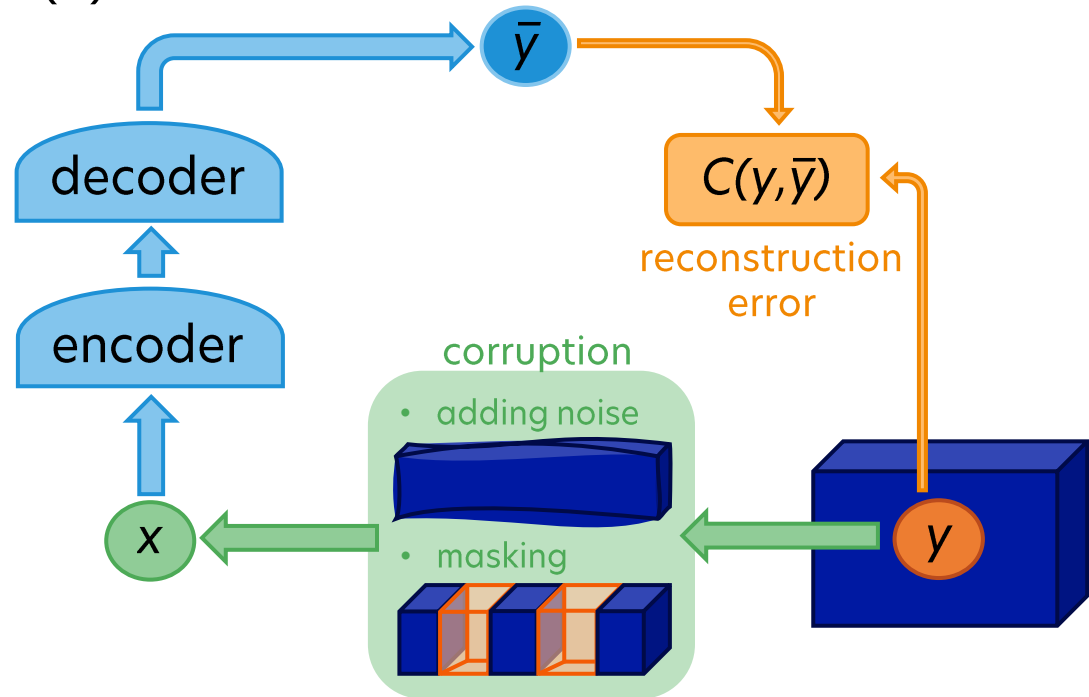 ȳ
decoder
C(y,ȳ)
reconstruction
error
encoder
corruption
• adding noise
x
y
• masking